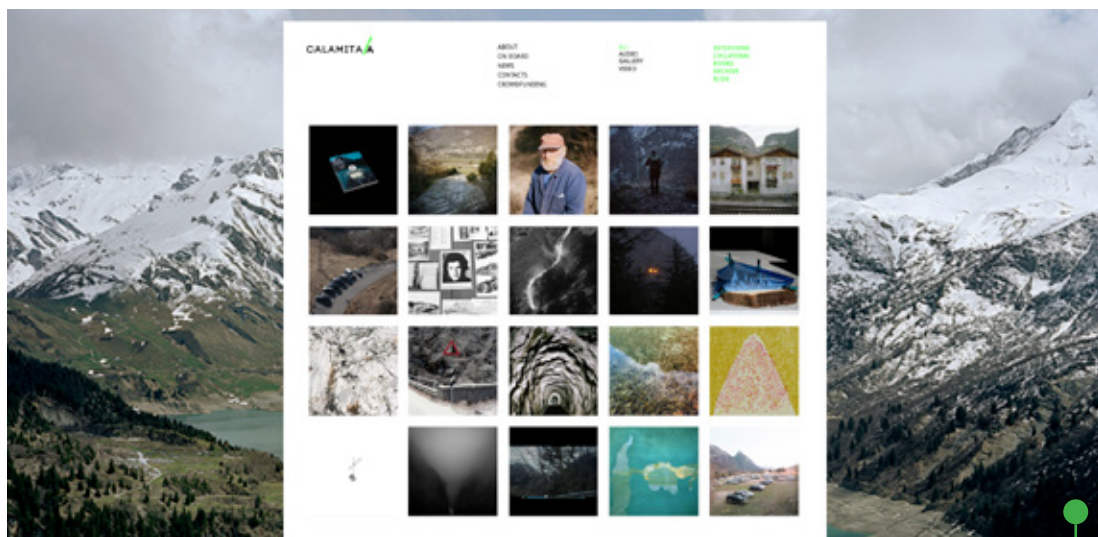 CALAMITA/A
ABOUT
ON BOARD
NEWS
CONTACTS
CROWDFUNDING
ALL
AUDIO
GALLERY
VIDEO
INTERVIEWS
COLLATERAL
BOOKS
ARCHIVE
BLOG